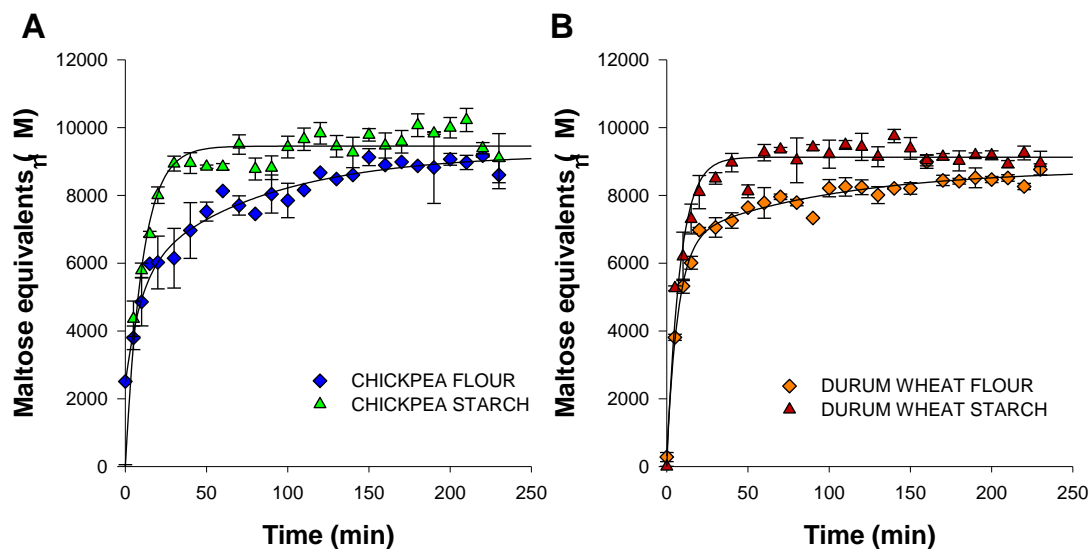 A
B
12000
10000
8000
6000
4000
2000
0
Maltose equivalents ( M)
CHICKPEA FLOUR
CHICKPEA STARCH
0 50 100 150 200 250
Time (min)
12000
10000
8000
6000
4000
2000
0
Maltose equivalents ( M)
DURUM WHEAT FLOUR
DURUM WHEAT STARCH
0 50 100 150 200 250
Time (min)